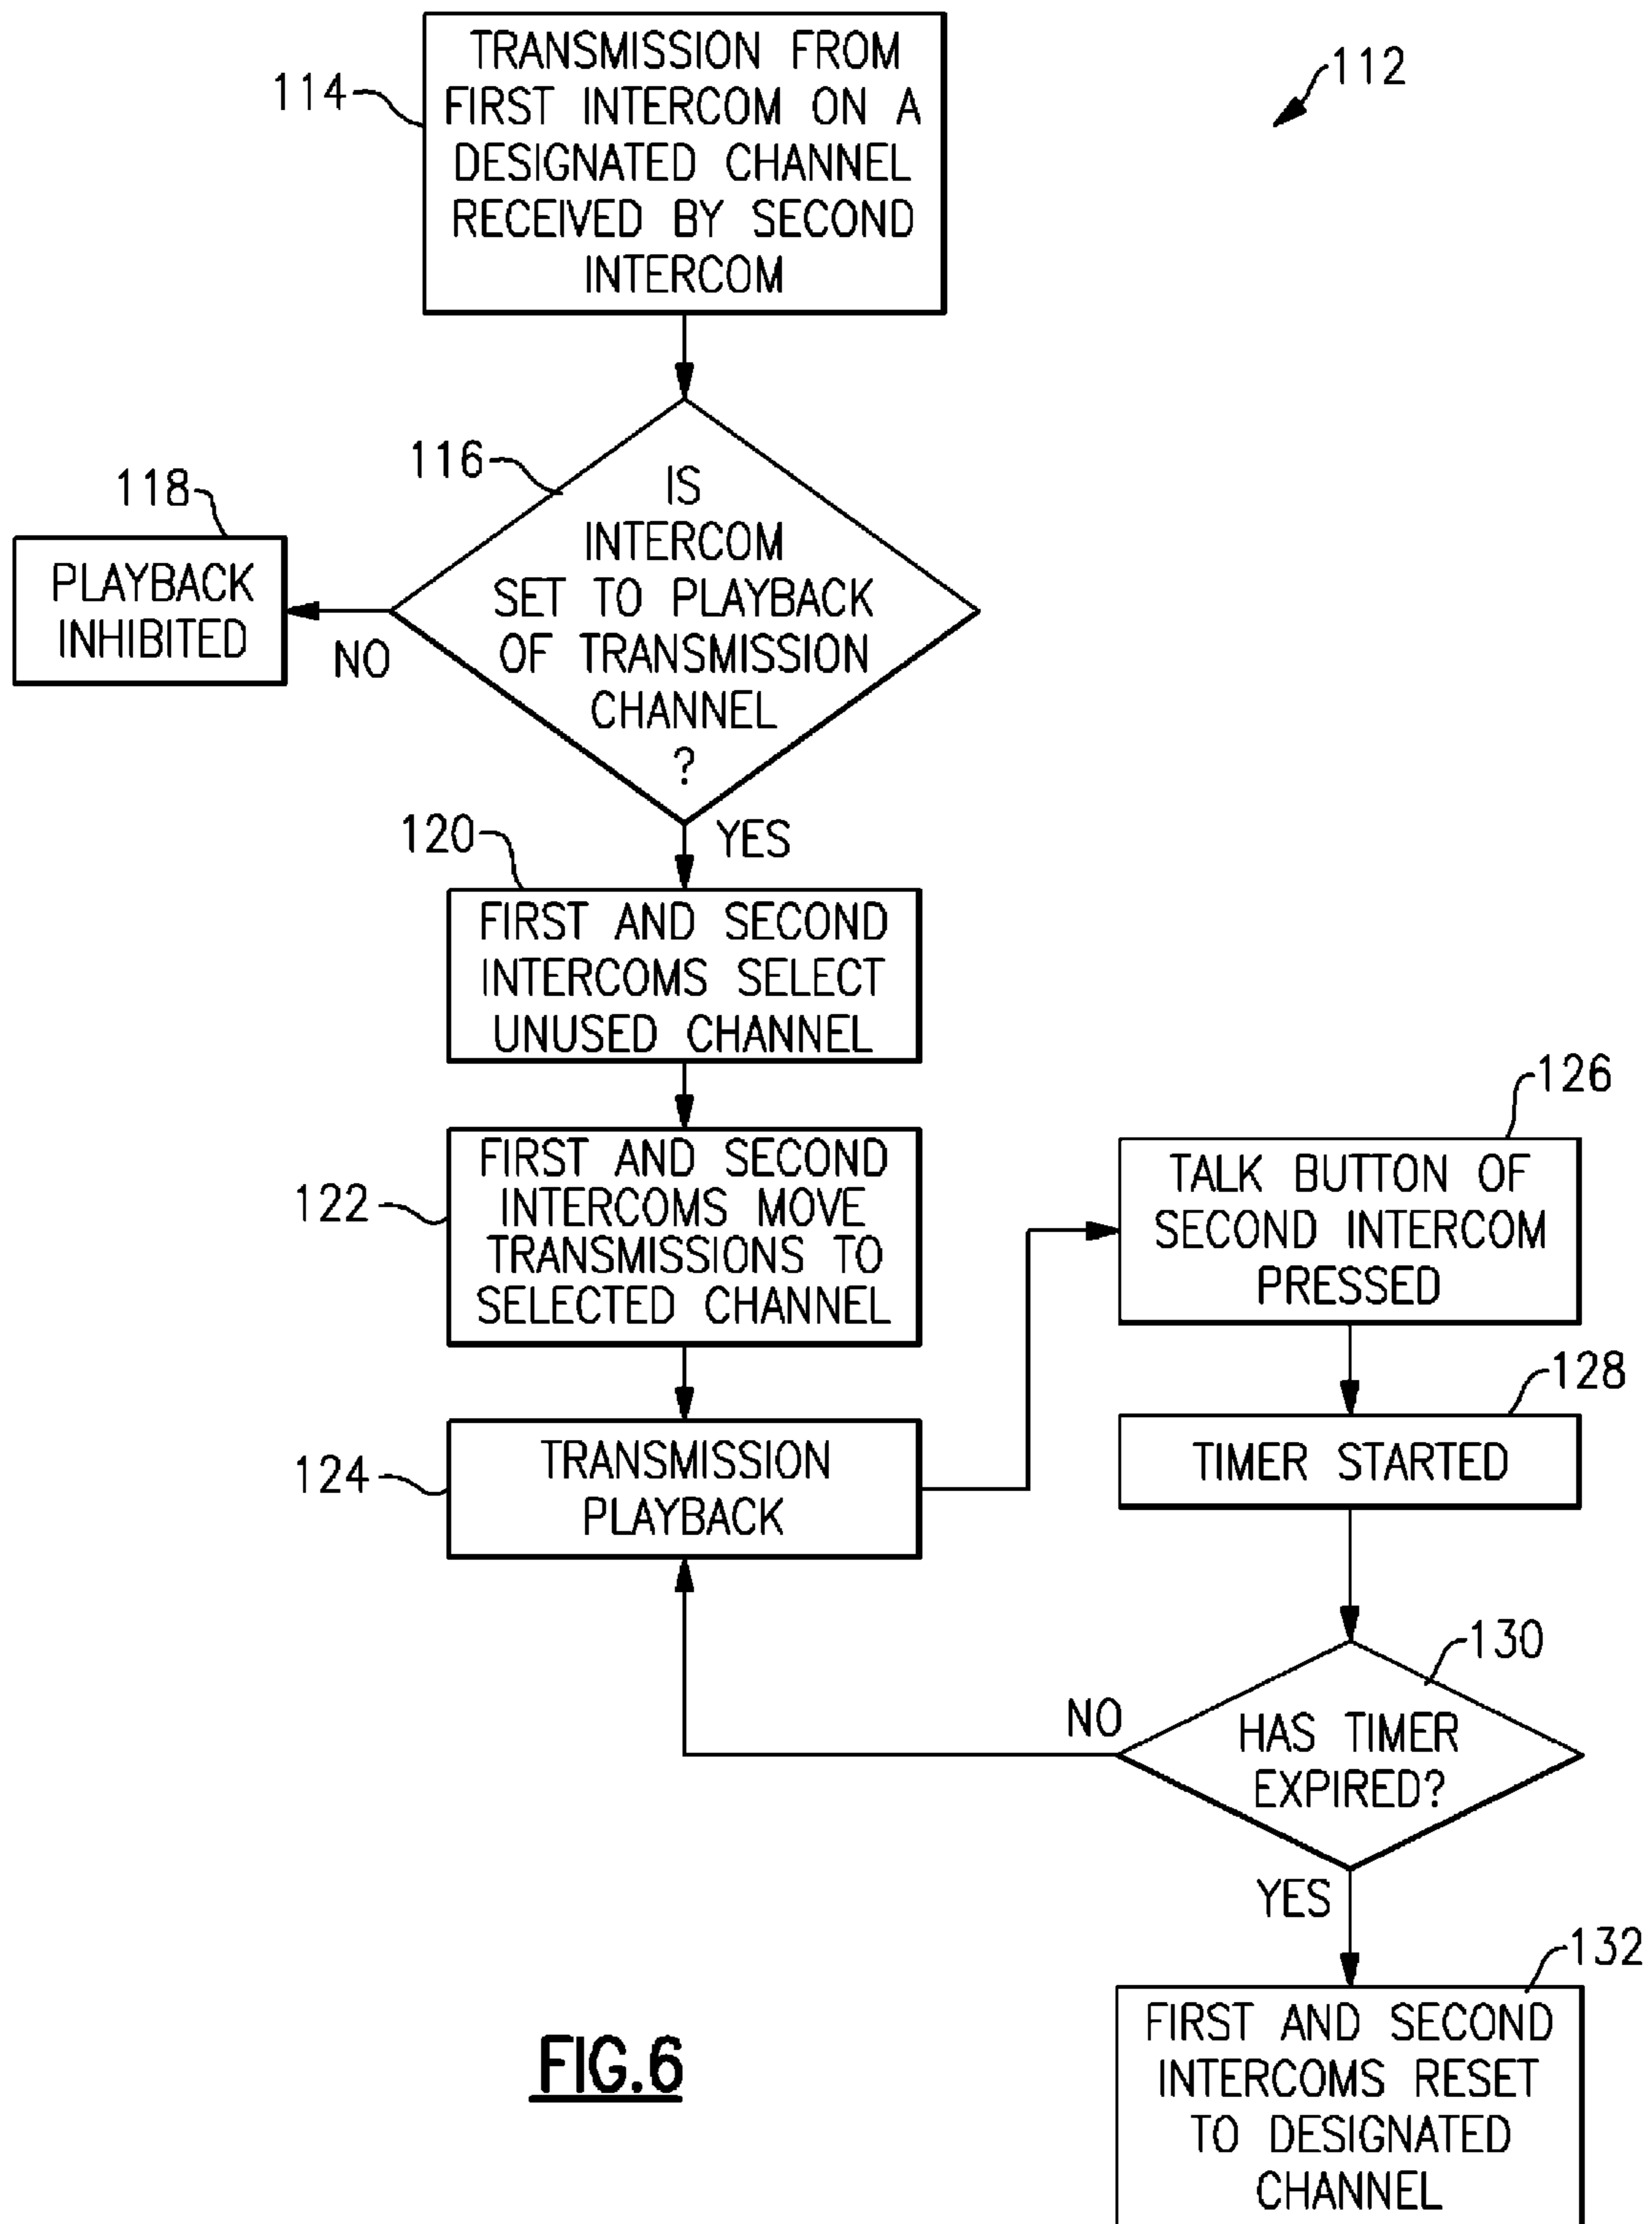 112
114
TRANSMISSION FROM
FIRST INTERCOM ON A
DESIGNATED CHANNEL
RECEIVED BY SECOND
INTERCOM
116
IS
INTERCOM
SET TO PLAYBACK
OF TRANSMISSION
CHANNEL
?
118
PLAYBACK
INHIBITED
NO
YES
120
FIRST AND SECOND
INTERCOMS SELECT
UNUSED CHANNEL
122
FIRST AND SECOND
INTERCOMS MOVE
TRANSMISSIONS TO
SELECTED CHANNEL
124
TRANSMISSION
PLAYBACK
126
TALK BUTTON OF
SECOND INTERCOM
PRESSED
128
TIMER STARTED
130
HAS TIMER
EXPIRED?
NO
YES
132
FIRST AND SECOND
INTERCOMS RESET
TO DESIGNATED
CHANNEL
FIG.6